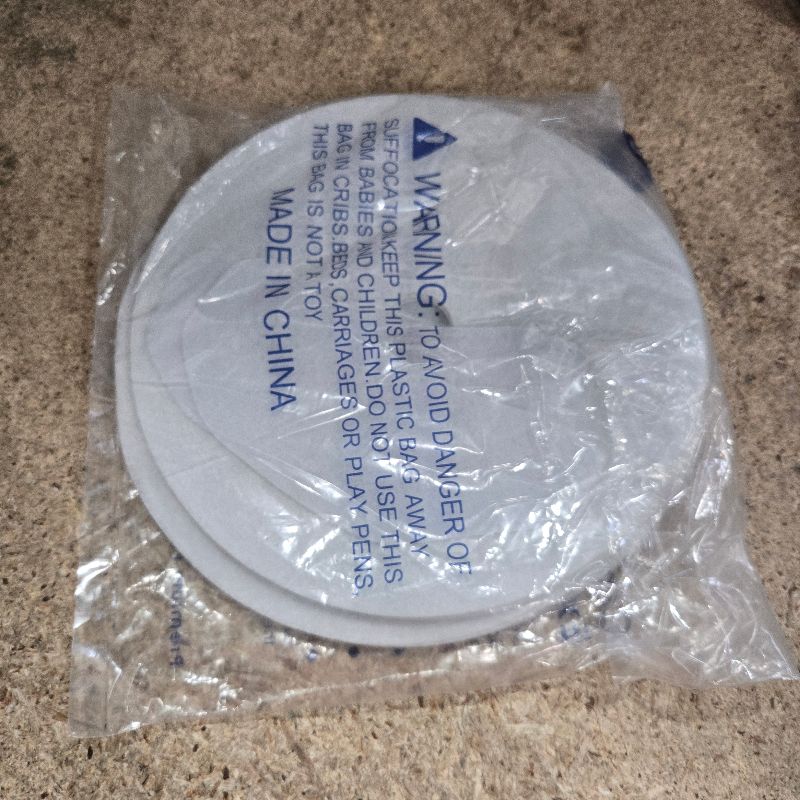 WARNING: TO AVOID DANGER OF
SUFFOCATION,KEEP THIS PLASTIC BAG AWAY
FROM BABIES AND CHILDREN.DO NOT USE THIS
BAG IN CRIBS,BEDS,CARRIAGES OR PLAY PENS,
THIS BAG IS NOT A TOY
MADE IN CHINA